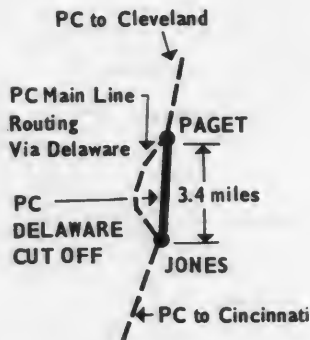 PC to Cleveland
PC Main Line
Routing
Via Delaware
PAGET
3.4 miles
PC
DELAWARE
CUT OFF
JONES
PC to Cincinnati